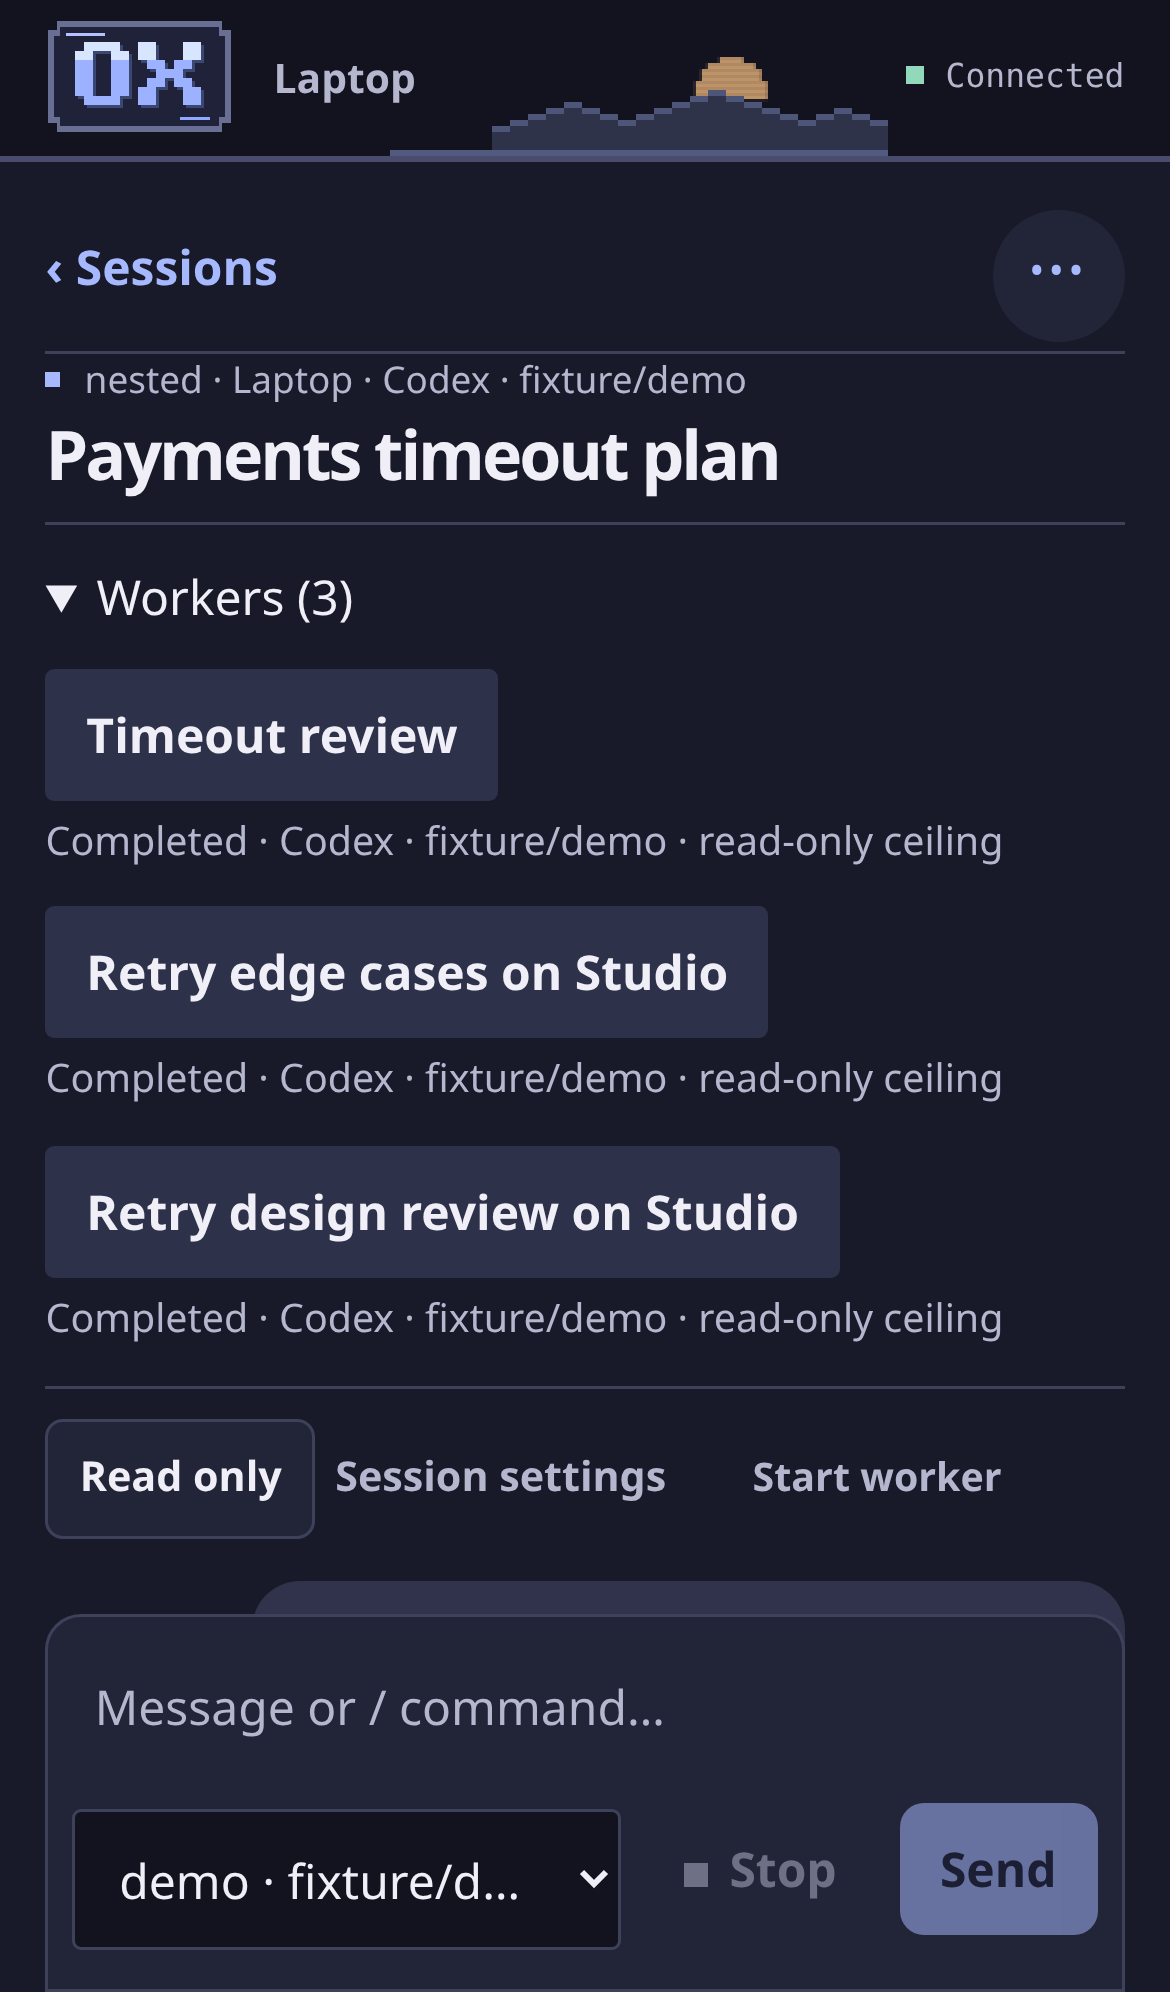 OX
Laptop
Connected
‹ Sessions
nested · Laptop · Codex · fixture/demo
Payments timeout plan
Workers (3)
Timeout review
Completed · Codex · fixture/demo · read-only ceiling
Retry edge cases on Studio
Completed · Codex · fixture/demo · read-only ceiling
Retry design review on Studio
Completed · Codex · fixture/demo · read-only ceiling
Read only
Session settings
Start worker
Message or / command…
demo · fixture/d…
Stop
Send